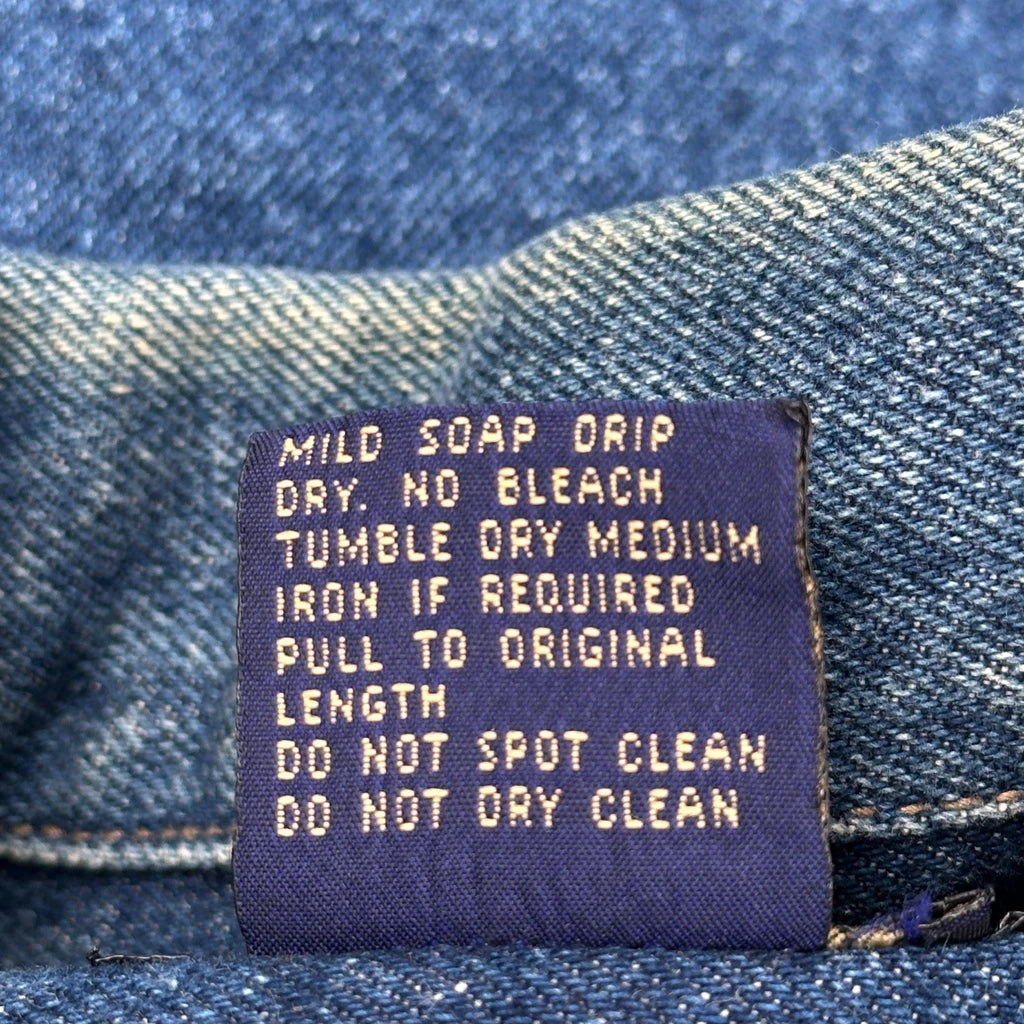 MILD SOAP DRIP
DRY. NO BLEACH
TUMBLE DRY MEDIUM
IRON IF REQUIRED
PULL TO ORIGINAL
LENGTH
DO NOT SPOT CLEAN
DO NOT DRY CLEAN